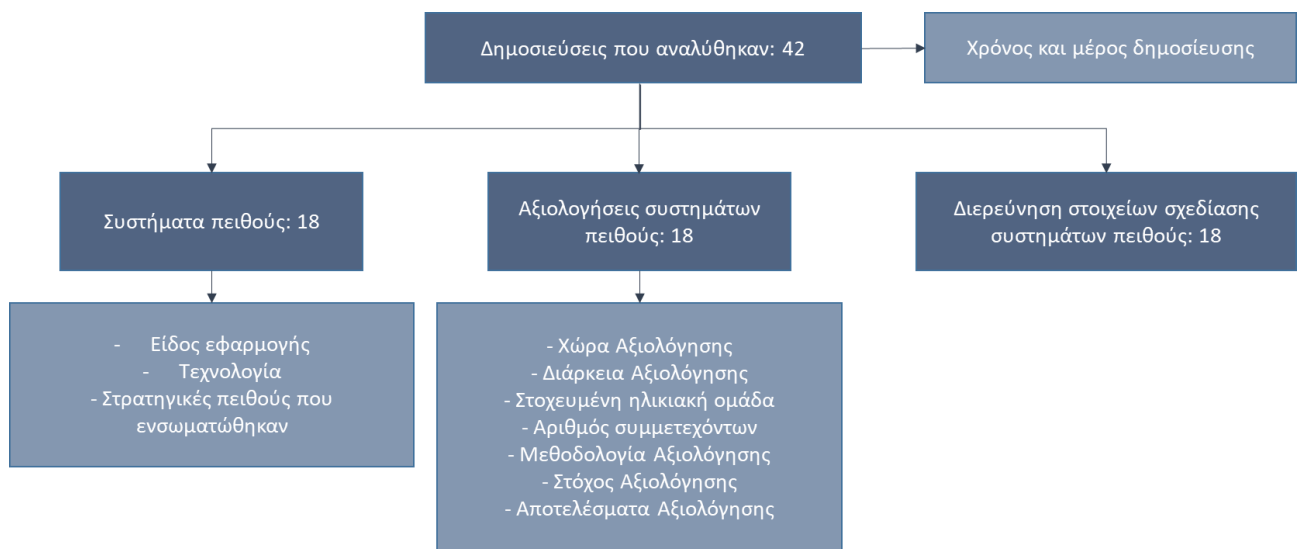 Δημοσιεύσεις που αναλύθηκαν: 42
Χρόνος και μέρος δημοσίευσης
Συστήματα πειθούς: 18
Αξιολογήσεις συστημάτων
πειθούς: 18
Διερεύνηση στοιχείων σχεδίασης
συστημάτων πειθούς: 18
- Είδος εφαρμογής
- Τεχνολογία
- Στρατηγικές πειθούς που
ενσωματώθηκαν
- Χώρα Αξιολόγησης
- Διάρκεια Αξιολόγησης
- Στοχευμένη ηλικιακή ομάδα
- Αριθμός συμμετεχόντων
- Μεθοδολογία Αξιολόγησης
- Στόχος Αξιολόγησης
- Αποτελέσματα Αξιολόγησης